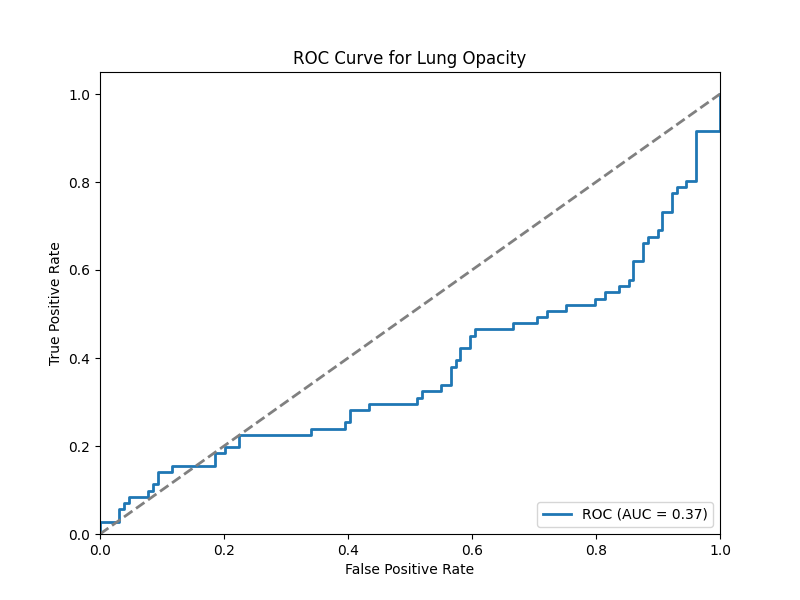 ROC Curve for Lung Opacity
True Positive Rate
1.0
0.8
0.6
0.4
0.2
0.0
ROC (AUC = 0.37)
0.0 0.2 0.4 0.6 0.8 1.0
False Positive Rate